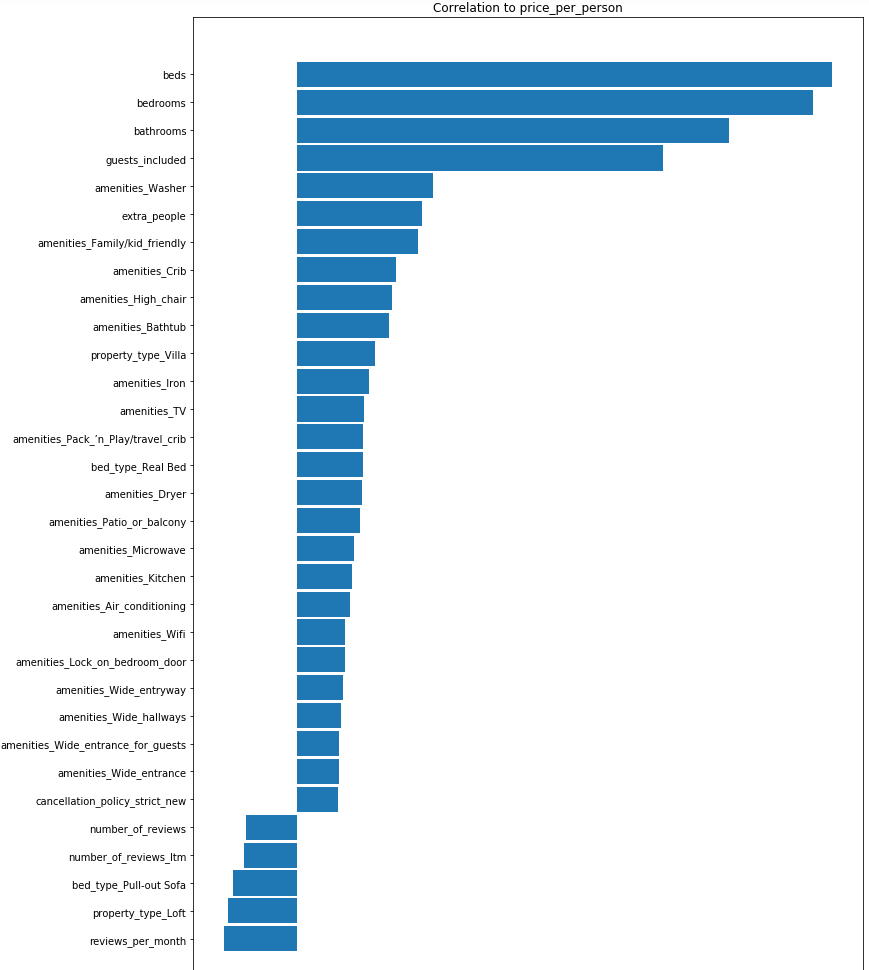 Correlation to price_per_person
beds
bedrooms
bathrooms
guests_included
amenities_Washer
extra_people
amenities_Family/kid_friendly
amenities_Crib
amenities_High_chair
amenities_Bathtub
property_type_Villa
amenities_Iron
amenities_TV
amenities_Pack_’n_Play/travel_crib
bed_type_Real Bed
amenities_Dryer
amenities_Patio_or_balcony
amenities_Microwave
amenities_Kitchen
amenities_Air_conditioning
amenities_Wifi
amenities_Lock_on_bedroom_door
amenities_Wide_entryway
amenities_Wide_hallways
amenities_Wide_entrance_for_guests
amenities_Wide_entrance
cancellation_policy_strict_new
number_of_reviews
number_of_reviews_ltm
bed_type_Pull-out Sofa
property_type_Loft
reviews_per_month